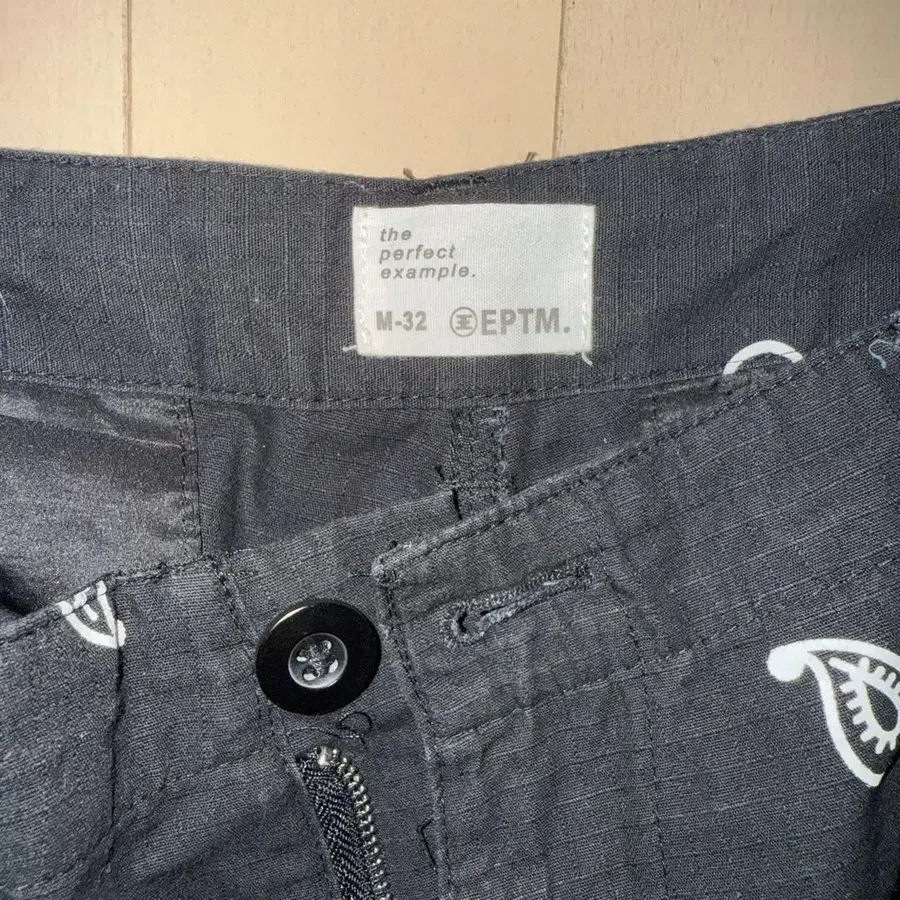 the
perfect
example.
M-32 EPTM.